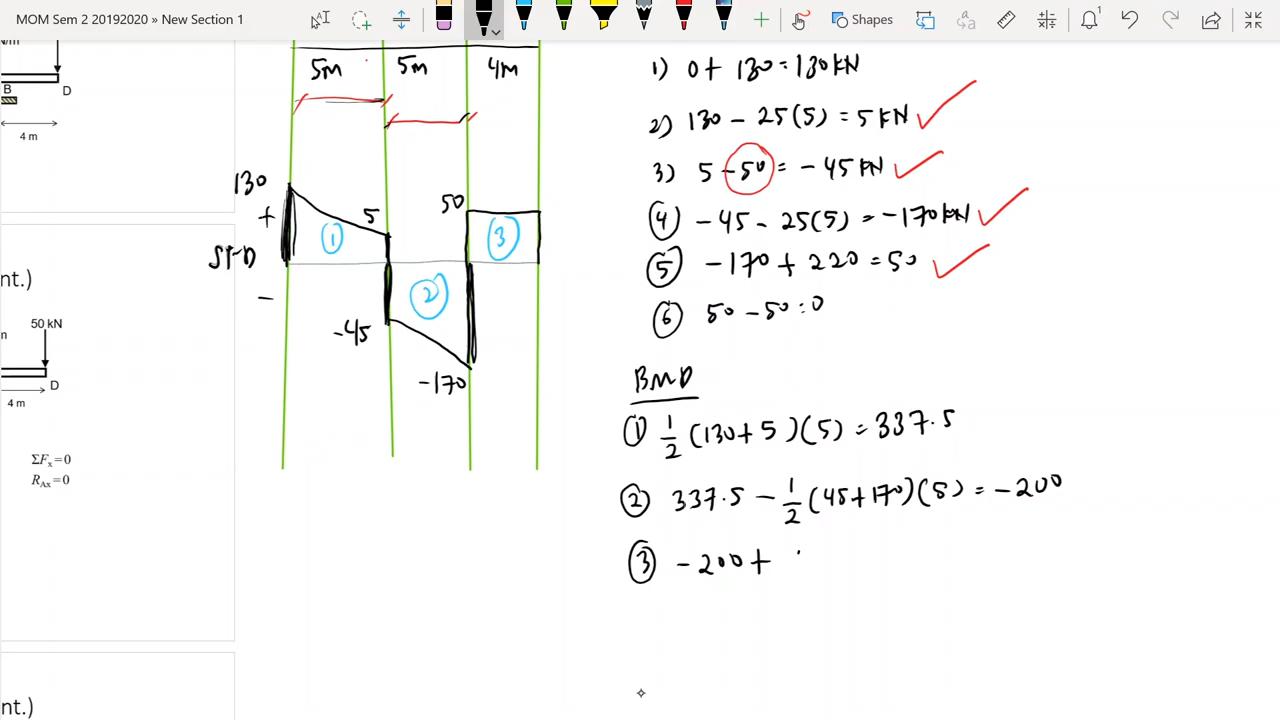 MOM Sem 2 20192020 » New Section 1
Shapes
N/m
B
D
4 m
nt.)
50 kN
m
D
4 m
ΣFx=0
RAx=0
nt.)
5m
5m
4m
130
+
5
50
SFD
1
3
2
−
-45
-170
1) 0 + 130 = 130 kN
2) 130 - 25(5) = 5 kN
3) 5 - 50 = - 45 kN
④ -45 - 25(5) = -170 kN
⑤ -170 + 220 = 50
⑥ 50 - 50 = 0
BMD
① 1/2 (130 + 5)(5) = 337.5
② 337.5 - 1/2 (45+170)(5) = -200
③ -200 +